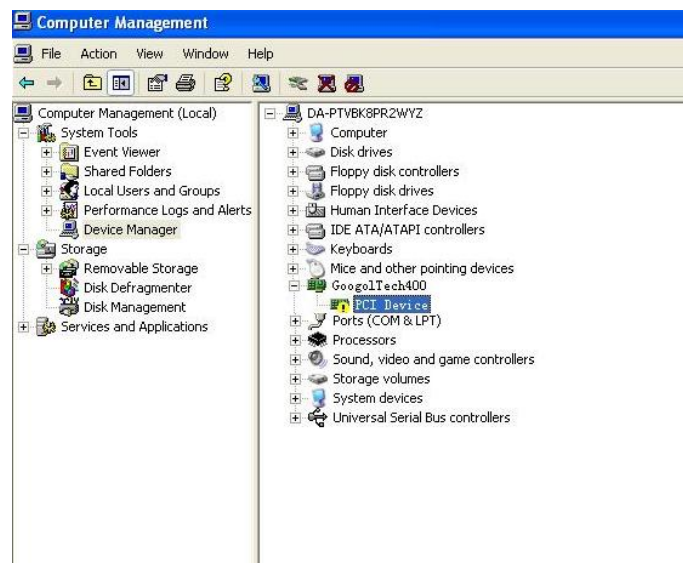 Computer Management
File Action View Window Help
Computer Management (Local)
System Tools
Event Viewer
Shared Folders
Local Users and Groups
Performance Logs and Alerts
Device Manager
Storage
Removable Storage
Disk Defragmenter
Disk Management
Services and Applications
DA-PTVBK8PR2WYZ
Computer
Disk drives
Floppy disk controllers
Floppy disk drives
Human Interface Devices
IDE ATA/ATAPI controllers
Keyboards
Mice and other pointing devices
GoogolTech400
PCI Device
Ports (COM & LPT)
Processors
Sound, video and game controllers
Storage volumes
System devices
Universal Serial Bus controllers